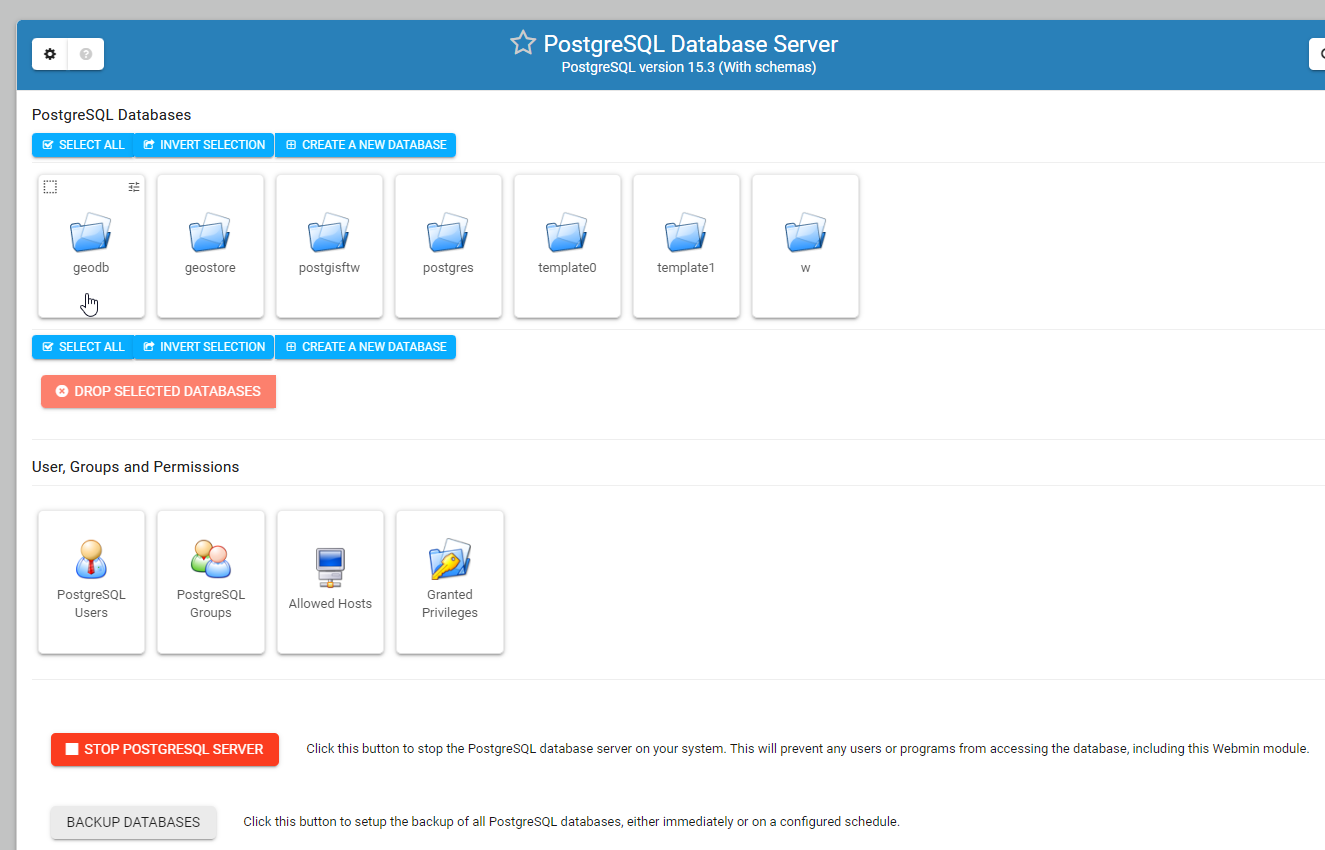 PostgreSQL Database Server
PostgreSQL version 15.3 (With schemas)
PostgreSQL Databases
SELECT ALL INVERT SELECTION CREATE A NEW DATABASE
geodb geostore postgisftw postgres template0 template1 w
SELECT ALL INVERT SELECTION CREATE A NEW DATABASE
DROP SELECTED DATABASES
User, Groups and Permissions
PostgreSQL Users
PostgreSQL Groups
Allowed Hosts
Granted Privileges
STOP POSTGRESQL SERVER Click this button to stop the PostgreSQL database server on your system. This will prevent any users or programs from accessing the database, including this Webmin module.
BACKUP DATABASES Click this button to setup the backup of all PostgreSQL databases, either immediately or on a configured schedule.